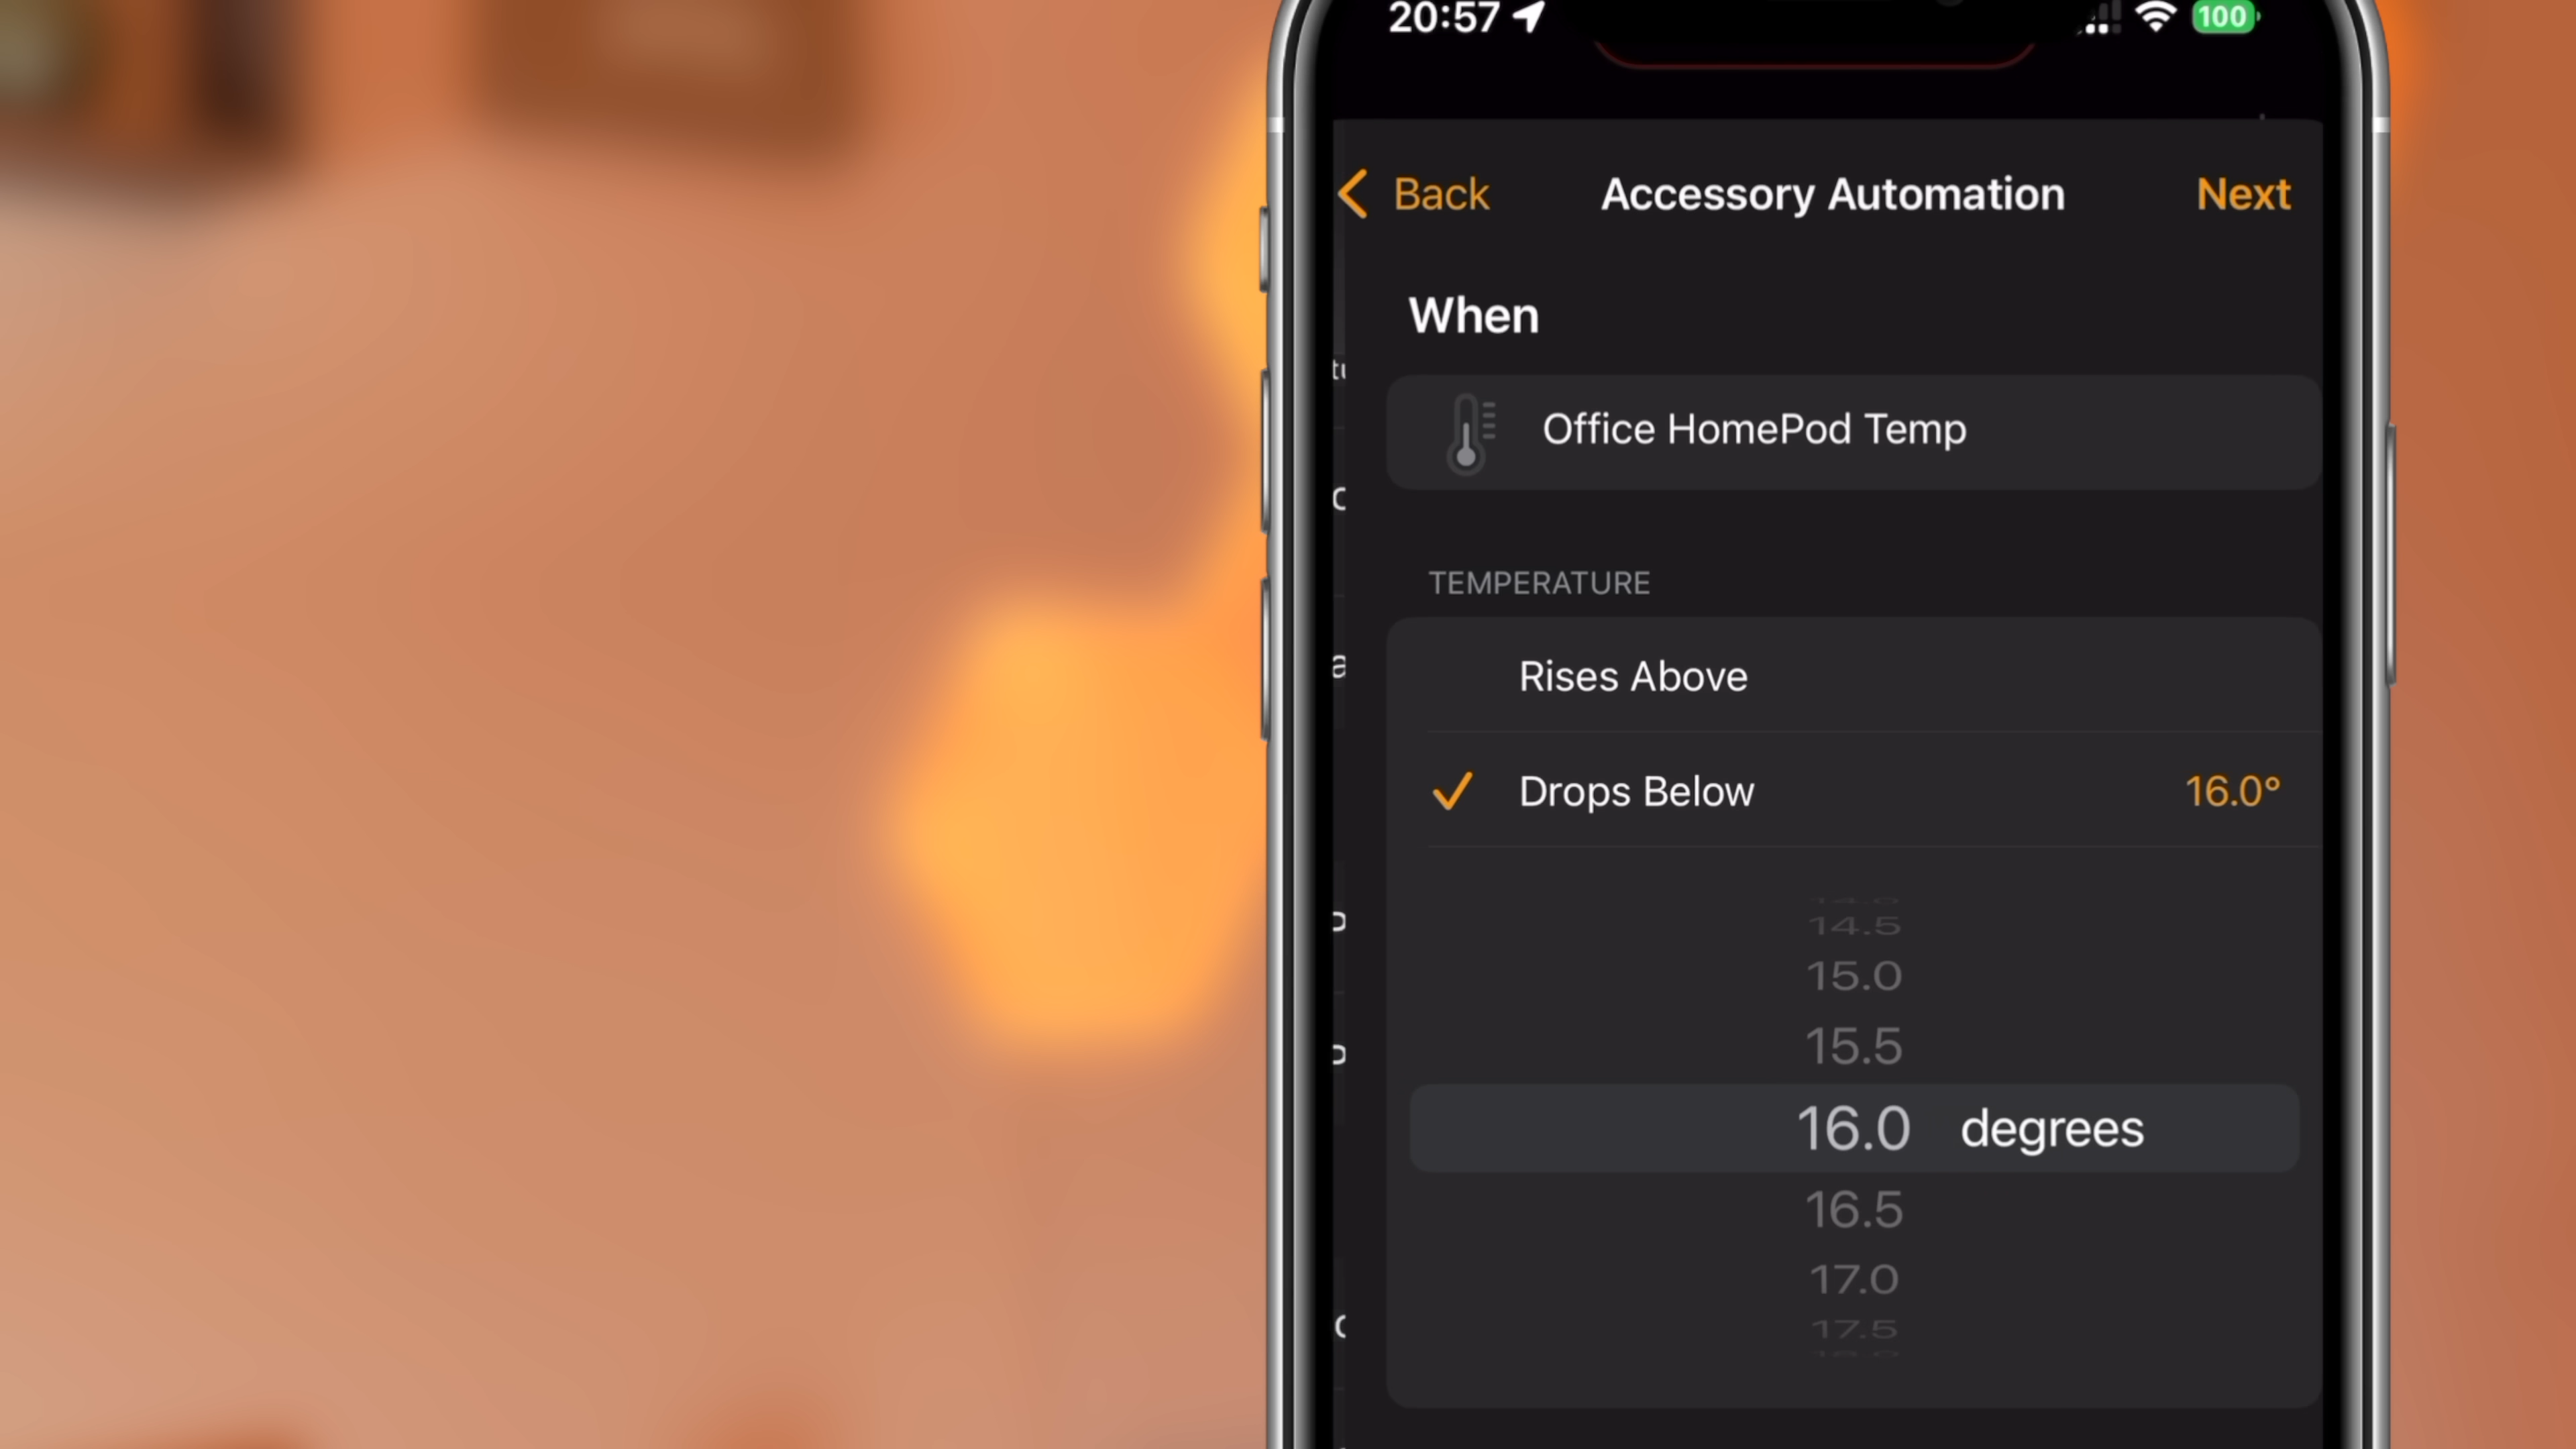 20:57
100
Back
Accessory Automation
Next
When
Office HomePod Temp
TEMPERATURE
Rises Above
Drops Below
16.0°
14.5
15.0
15.5
16.0 degrees
16.5
17.0
17.5